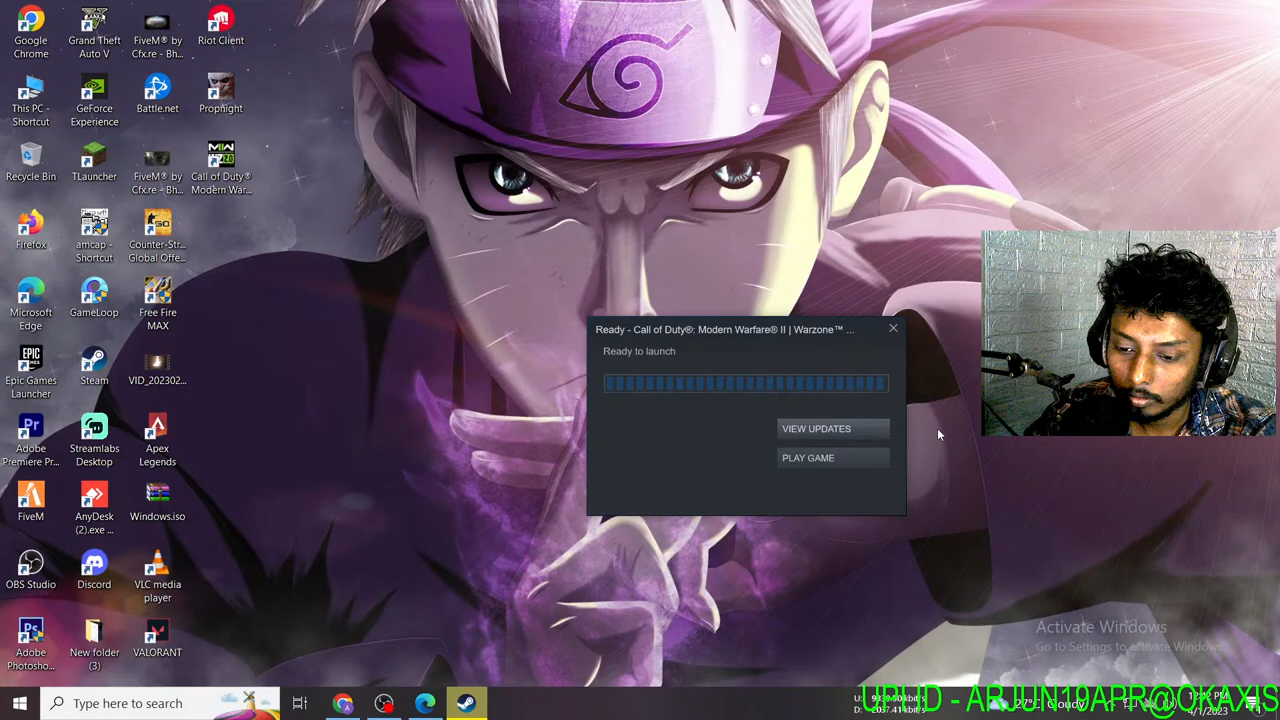 Google
Chrome
Grand Theft
Auto V
FiveM® by
Cfx.re - Bh...
Riot Client
This PC -
Shortcut
GeForce
Experience
Battle.net
Propnight
Recycle Bin
TLauncher
FiveM® by
Cfx.re - Bh...
Call of Duty®
Modern War...
Firefox
amcap -
Shortcut
Counter-Str...
Global Offe...
Microsoft
Edge
GameLoop
Free Fire
MAX
Epic Games
Launcher
Steam
VID_202302...
Adobe
Premiere Pr...
Streamlabs
Desktop
Apex
Legends
FiveM
AnyDesk
(2).exe ...
Windows.iso
OBS Studio
Discord
VLC media
player
Adobe
Photosho...
New folder
(3)
VALORANT
Ready - Call of Duty®: Modern Warfare® II | Warzone™ ...
Ready to launch
VIEW UPDATES
PLAY GAME
Activate Windows
Go to Settings to activate Windows.
Type here to search
U:
D: 2037.41 kbit/s
27°C Cloudy